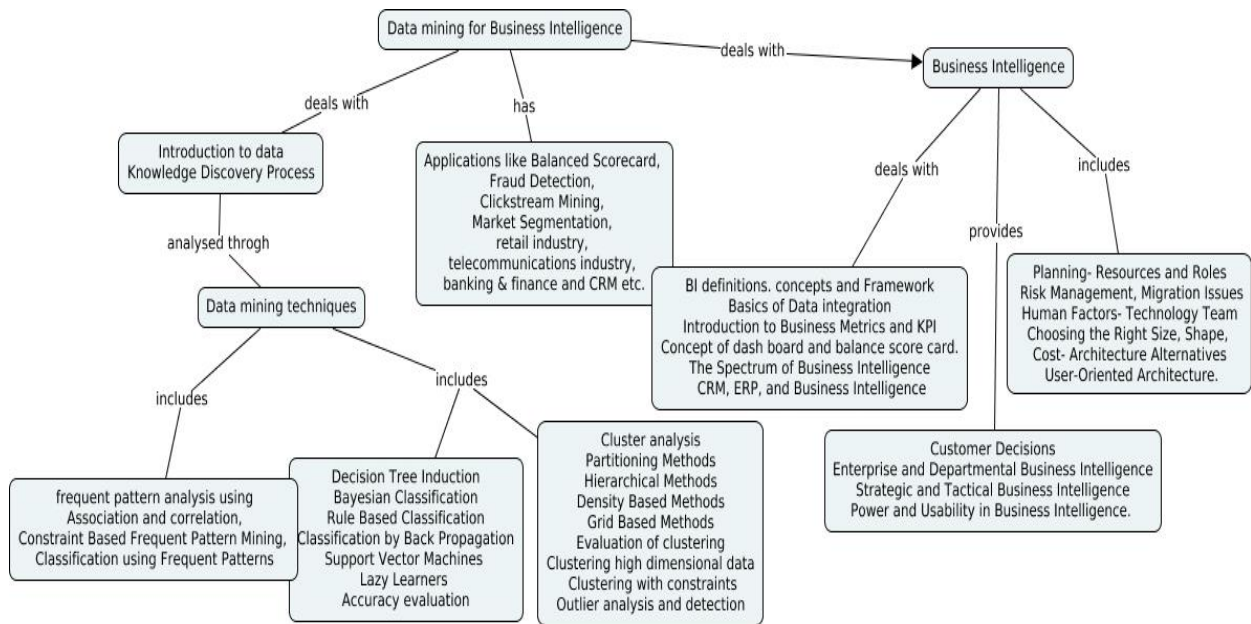 Data mining for Business Intelligence
deals with
Business Intelligence
deals with
has
Introduction to data
Knowledge Discovery Process
Applications like Balanced Scorecard,
Fraud Detection,
Clickstream Mining,
Market Segmentation,
retail industry,
telecommunications industry,
banking & finance and CRM etc.
deals with
includes
provides
analysed throgh
Data mining techniques
BI definitions. concepts and Framework
Basics of Data integration
Introduction to Business Metrics and KPI
Concept of dash board and balance score card.
The Spectrum of Business Intelligence
CRM, ERP, and Business Intelligence
Planning- Resources and Roles
Risk Management, Migration Issues
Human Factors- Technology Team
Choosing the Right Size, Shape,
Cost- Architecture Alternatives
User-Oriented Architecture.
includes
includes
frequent pattern analysis using
Association and correlation,
Constraint Based Frequent Pattern Mining,
Classification using Frequent Patterns
Decision Tree Induction
Bayesian Classification
Rule Based Classification
Classification by Back Propagation
Support Vector Machines
Lazy Learners
Accuracy evaluation
Cluster analysis
Partitioning Methods
Hierarchical Methods
Density Based Methods
Grid Based Methods
Evaluation of clustering
Clustering high dimensional data
Clustering with constraints
Outlier analysis and detection
Customer Decisions
Enterprise and Departmental Business Intelligence
Strategic and Tactical Business Intelligence
Power and Usability in Business Intelligence.